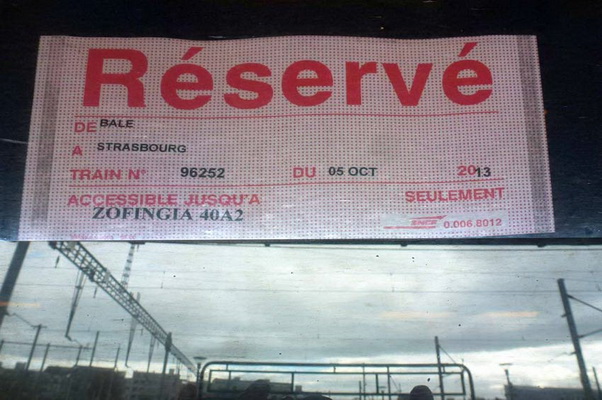 Réservé
DE BALE
A STRASBOURG
TRAIN N° 96252 DU 05 OCT 2013
ACCESSIBLE JUSQU'A SEULEMENT
ZOFINGIA 40A2
SNCF 0.006.8012